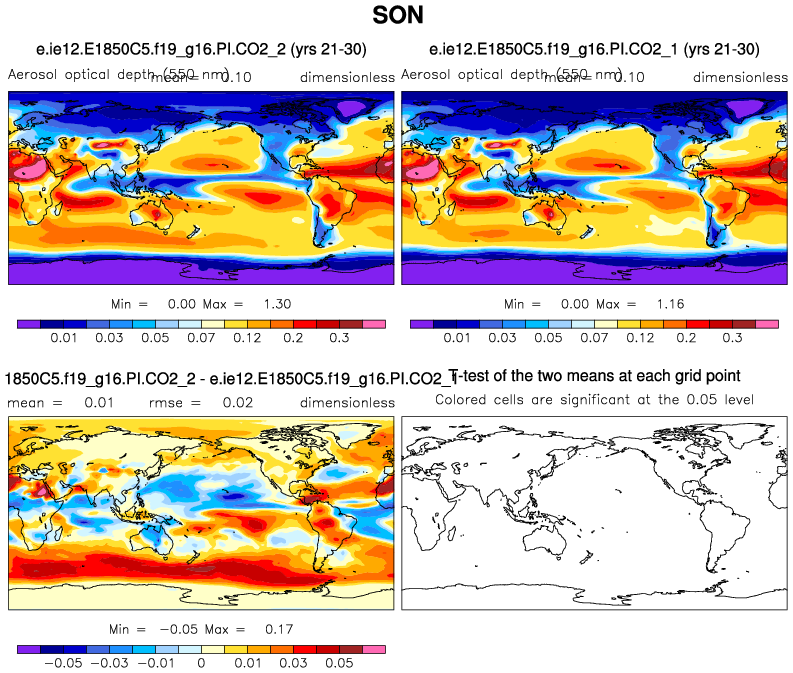 SON
e.ie12.E1850C5.f19_g16.PI.CO2_2 (yrs 21-30)
e.ie12.E1850C5.f19_g16.PI.CO2_1 (yrs 21-30)
Aerosol optical depth (550 nm) mean= 0.10 dimensionless
Aerosol optical depth (550 nm) mean= 0.10 dimensionless
Min = 0.00 Max = 1.30
Min = 0.00 Max = 1.16
0.01 0.03 0.05 0.07 0.12 0.2 0.3
0.01 0.03 0.05 0.07 0.12 0.2 0.3
1850C5.f19_g16.PI.CO2_2 - e.ie12.E1850C5.f19_g16.PI.CO2_1
T-test of the two means at each grid point
mean = 0.01 rmse = 0.02 dimensionless
Colored cells are significant at the 0.05 level
Min = -0.05 Max = 0.17
-0.05 -0.03 -0.01 0 0.01 0.03 0.05